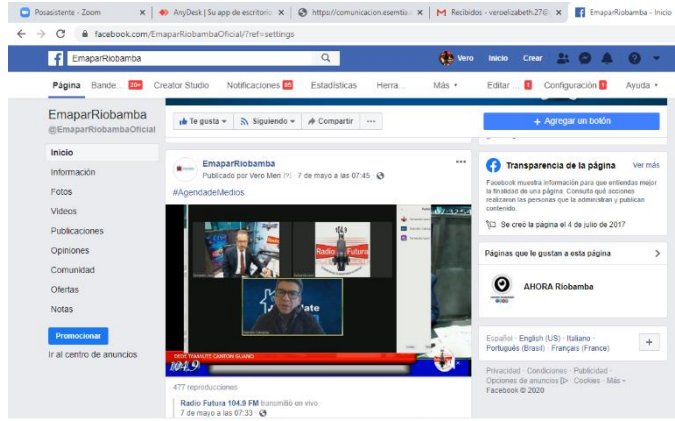 Posasistente - Zoom
AnyDesk | Su app de escritorio
https://comunicacion.esemtia
Recibidos - veroelizabeth.27@
EmaparRiobamba - Inicio
facebook.com/EmaparRiobambaOficial/?ref=settings
EmaparRiobamba
Vero Inicio Crear
Página Bande... 20+ Creator Studio Notificaciones Estadísticas Herra... Más Editar ... 1 Configuración 1 Ayuda
EmaparRiobamba
@EmaparRiobambaOficial
Te gusta Siguiendo Compartir ...
+ Agregar un botón
Inicio
Información
Fotos
Videos
Publicaciones
Opiniones
Comunidad
Ofertas
Notas
Promocionar
Ir al centro de anuncios
EmaparRiobamba
Publicado por Vero Meri [?] · 7 de mayo a las 07:45 ·
#AgendadeMedios
104.9
Radio Futura
104.9
477 reproducciones
Radio Futura 104.9 FM transmitió en vivo.
7 de mayo a las 07:33 ·
Transparencia de la página Ver más
Facebook muestra información para que entiendas mejor
la finalidad de una página. Consulta qué acciones
realizaron las personas que la administran y publican
contenido.
Se creó la página el 4 de julio de 2017
Páginas que le gustan a esta página
AHORA Riobamba
Español · English (US) · Italiano ·
Português (Brasil) · Français (France)
+
Privacidad · Condiciones · Publicidad ·
Opciones de anuncios · Cookies · Más
Facebook © 2020